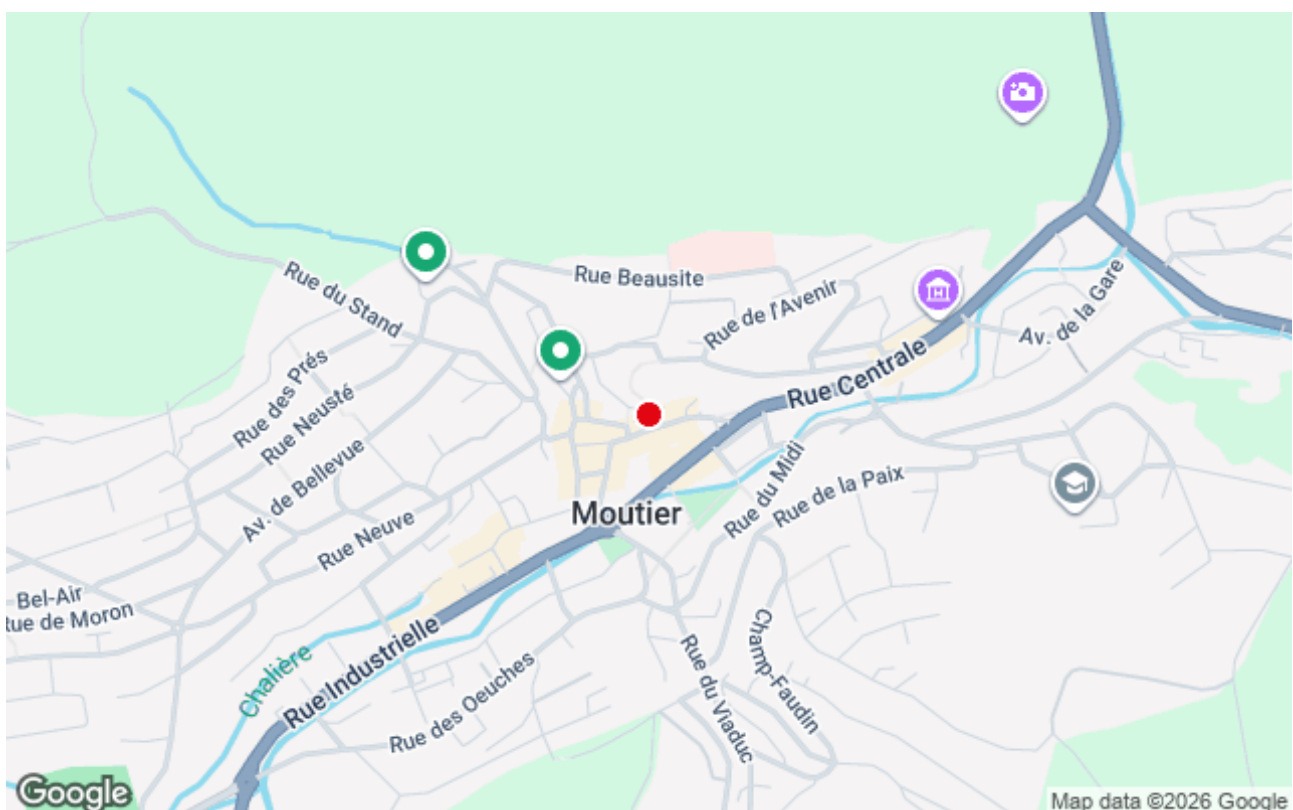 Rue Beausite
Rue du Stand
Rue de l'Avenir
Av. de la Gare
Rue des Prés
Rue Neusté
Rue Centrale
Av. de Bellevue
Rue du Midi
Rue de la Paix
Rue Neuve
Moutier
Bel-Air
Rue de Moron
Chalière
Rue Industrielle
Rue des Oeuches
Rue du Viaduc
Champ-Faudin
Google
Map data ©2026 Google